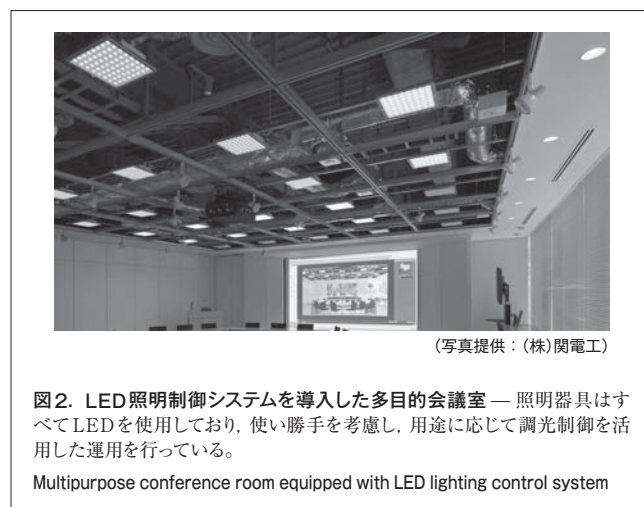 (写真提供:(株)関電工)
図2. LED照明制御システムを導入した多目的会議室 — 照明器具はす
べてLEDを使用しており,使い勝手を考慮し,用途に応じて調光制御を活
用した運用を行っている。
Multipurpose conference room equipped with LED lighting control system